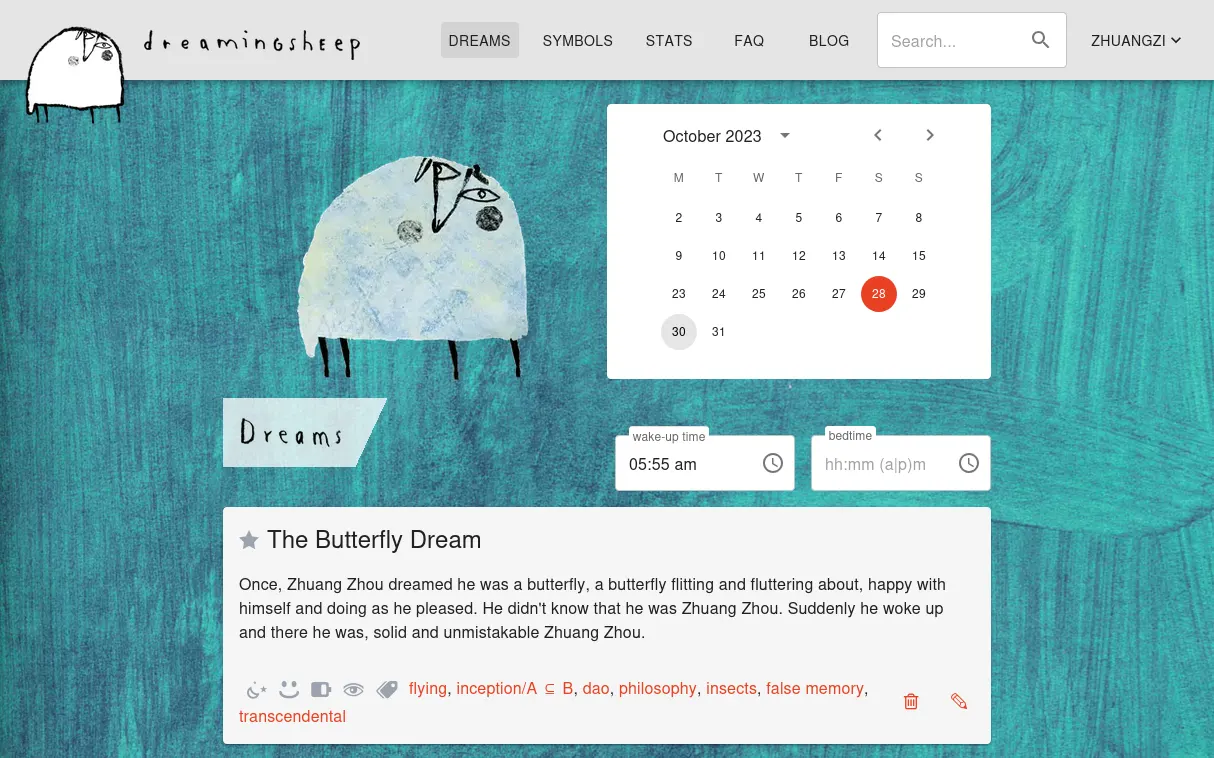 dreamingsheep
DREAMS SYMBOLS STATS FAQ BLOG Search... ZHUANGZI
October 2023
M T W T F S S
2 3 4 5 6 7 8
9 10 11 12 13 14 15
23 24 25 26 27 28 29
30 31
Dreams
wake-up time bedtime
05:55 am hh:mm (a|p)m
The Butterfly Dream
Once, Zhuang Zhou dreamed he was a butterfly, a butterfly flitting and fluttering about, happy with
himself and doing as he pleased. He didn't know that he was Zhuang Zhou. Suddenly he woke up
and there he was, solid and unmistakable Zhuang Zhou.
flying, inception/A ⊆ B, dao, philosophy, insects, false memory,
transcendental